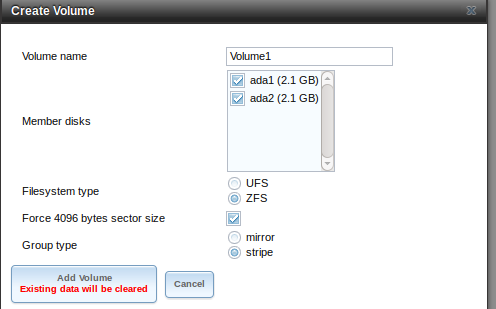 Create Volume
Volume name Volume1
Member disks
ada1 (2.1 GB)
ada2 (2.1 GB)
Filesystem type
UFS
ZFS
Force 4096 bytes sector size
Group type
mirror
stripe
Add Volume
Existing data will be cleared
Cancel